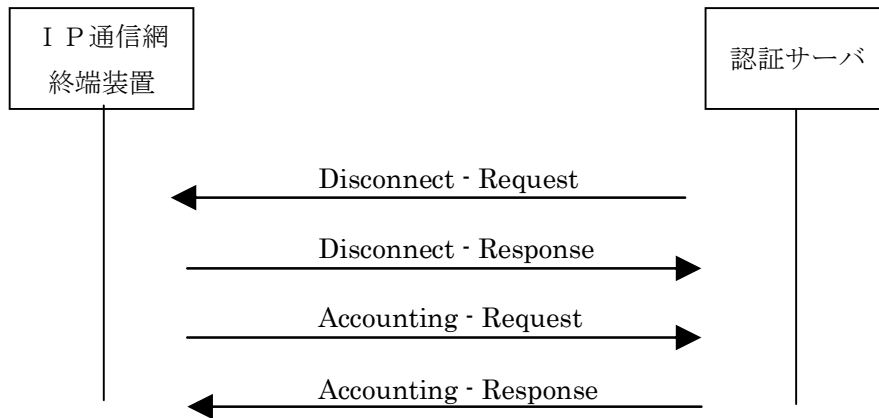 ＩＰ通信網
終端装置
認証サーバ
Disconnect - Request
Disconnect - Response
Accounting - Request
Accounting - Response